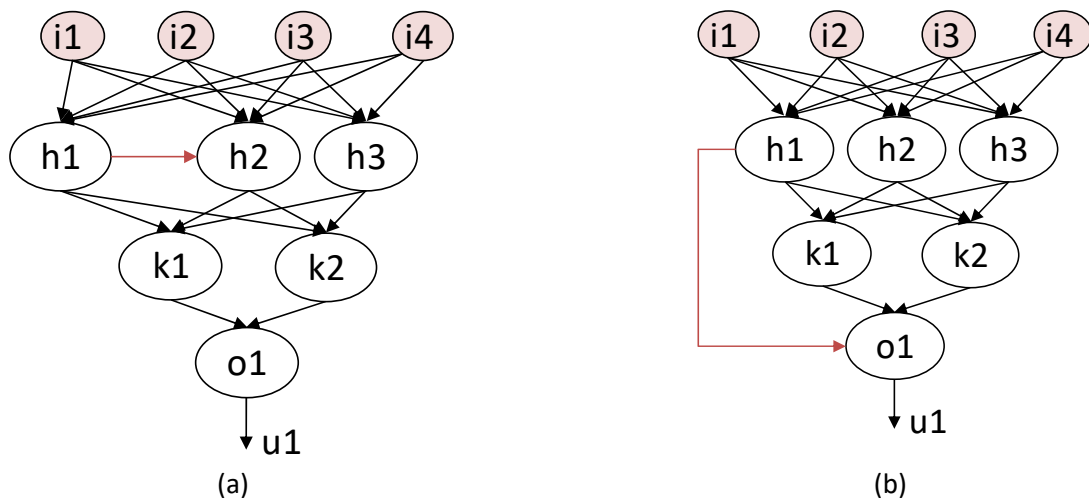 i1 i2 i3 i4
h1 h2 h3
k1 k2
o1
u1
(a)
i1 i2 i3 i4
h1 h2 h3
k1 k2
o1
u1
(b)